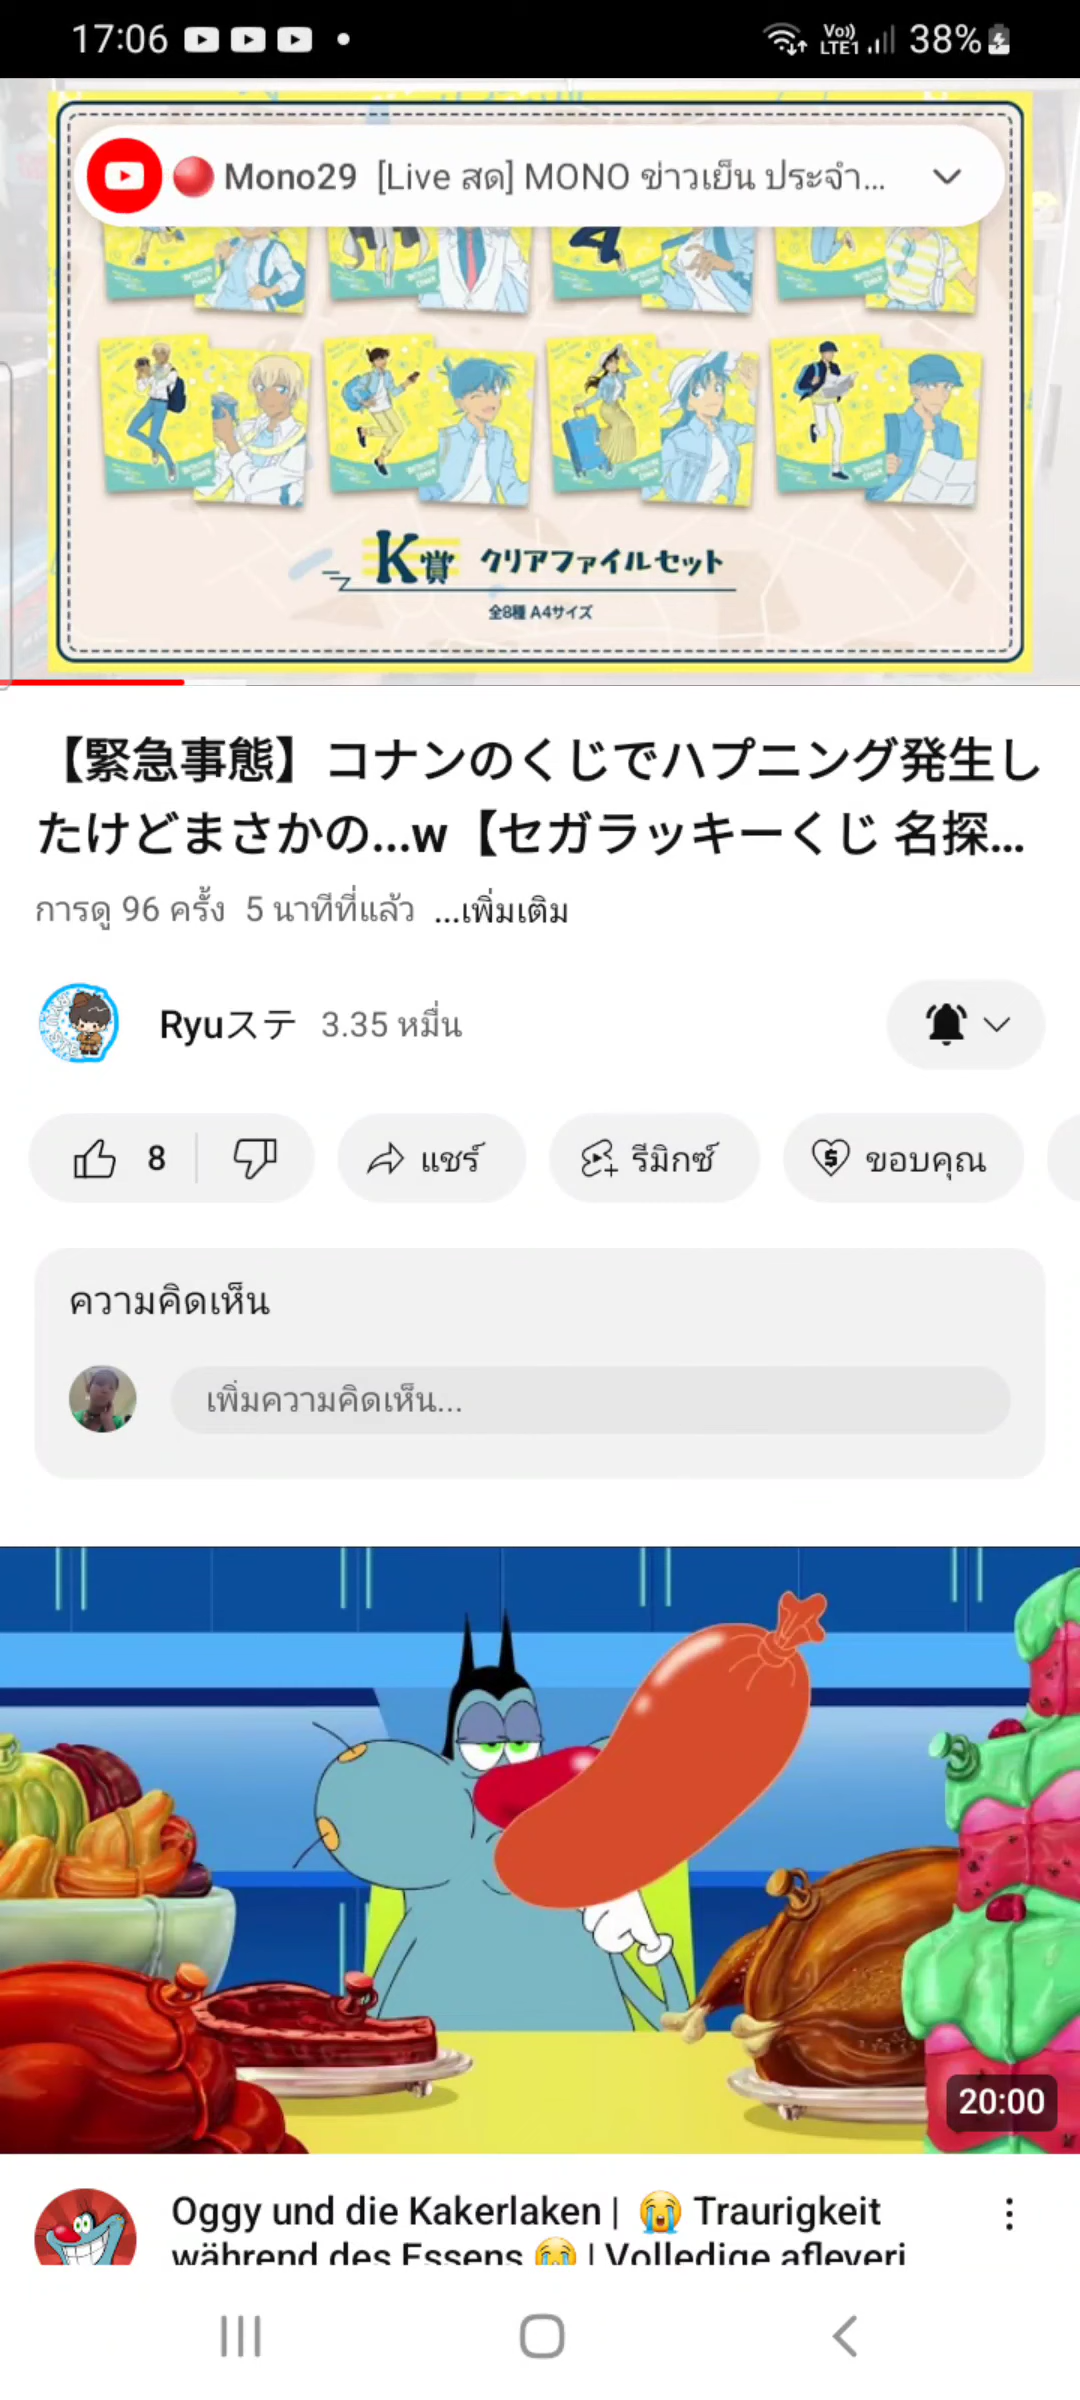 17:06
Vo)) LTE1 38%
Mono29 [Live สด] MONO ข่าวเย็น ประจำ...
K賞 クリアファイルセット
全8種 A4サイズ
【緊急事態】コナンのくじでハプニング発生し
たけどまさかの...w【セガラッキーくじ 名探...
การดู 96 ครั้ง 5 นาทีที่แล้ว ...เพิ่มเติม
Ryuステ 3.35 หมื่น
8 แชร์ รีมิกซ์ ขอบคุณ
ความคิดเห็น
เพิ่มความคิดเห็น...
20:00
Oggy und die Kakerlaken | 😭 Traurigkeit
während des Essens 😭 | Volledige afleveri